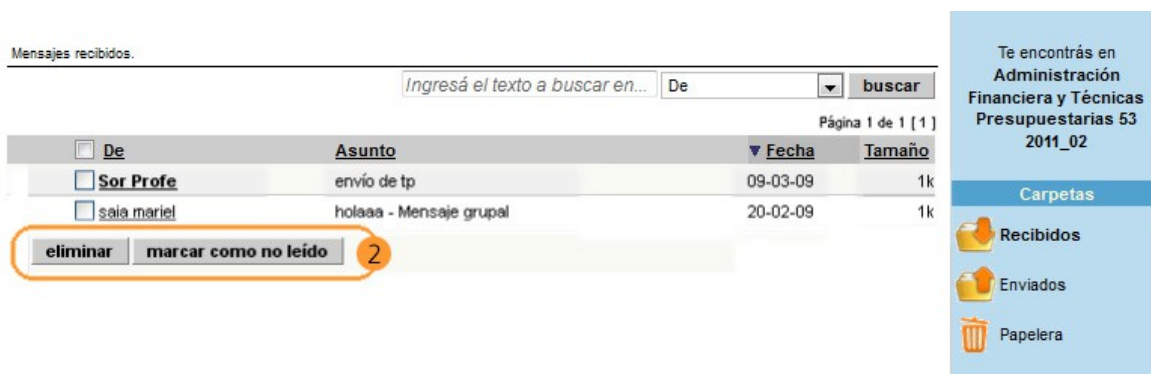 Mensajes recibidos.
Ingresá el texto a buscar en... De buscar
Página 1 de 1 [ 1 ]
De Asunto Fecha Tamaño
Sor Profe envío de tp 09-03-09 1k
saia mariel holaaa - Mensaje grupal 20-02-09 1k
eliminar marcar como no leído 2
Te encontrás en
Administración
Financiera y Técnicas
Presupuestarias 53
2011_02
Carpetas
Recibidos
Enviados
Papelera